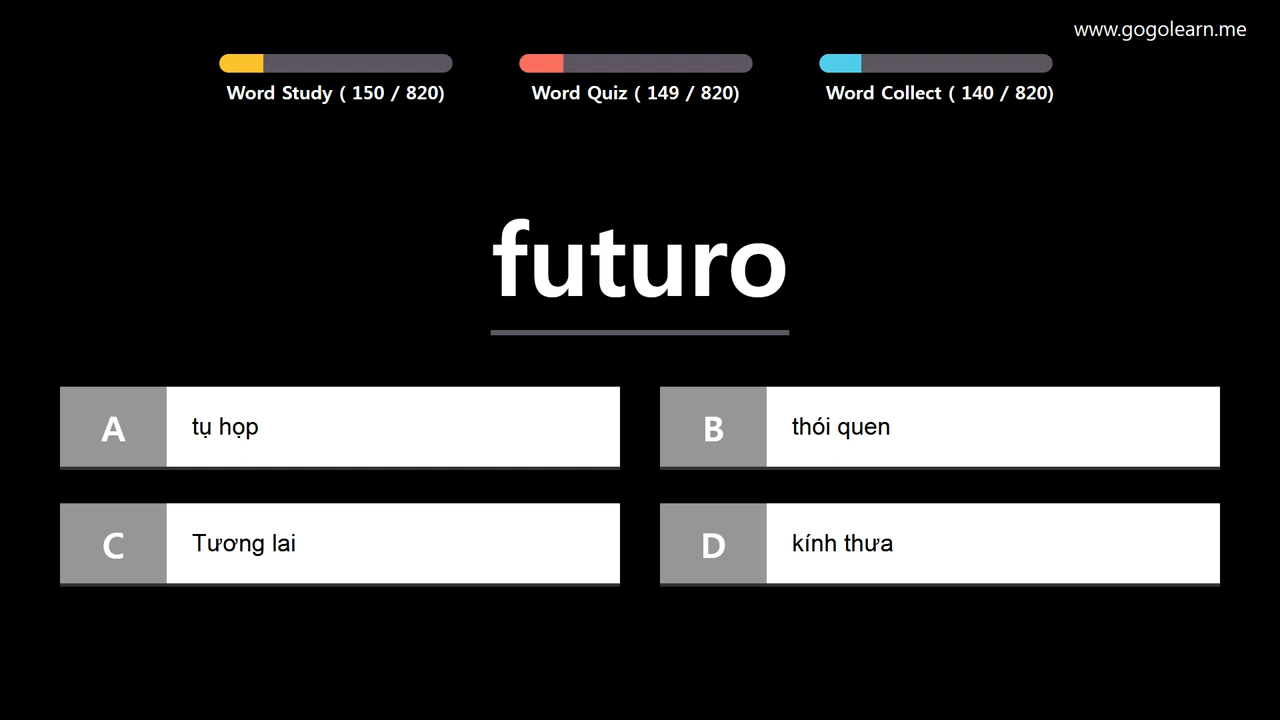 www.gogolearn.me
Word Study ( 150 / 820)
Word Quiz ( 149 / 820)
Word Collect ( 140 / 820)
futuro
A
tụ họp
B
thói quen
C
Tương lai
D
kính thưa